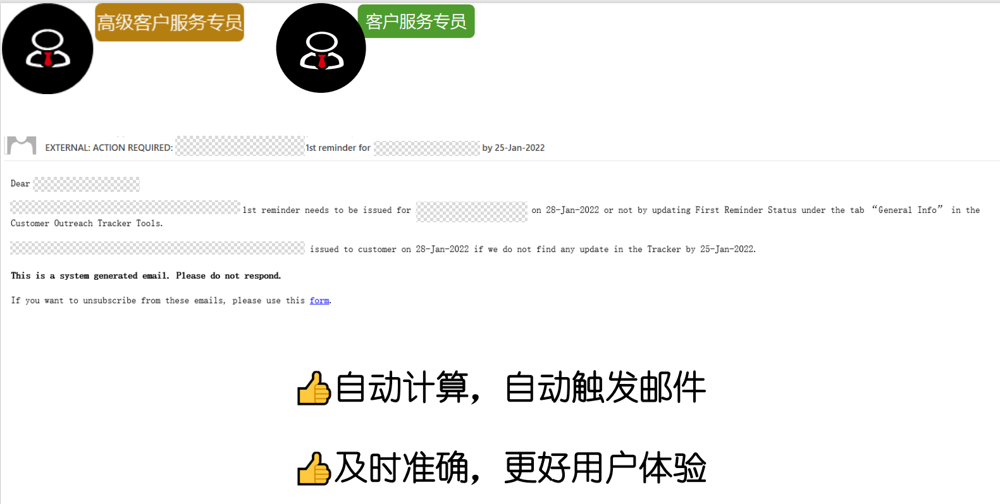 高级客户服务专员
客户服务专员
EXTERNAL: ACTION REQUIRED: 1st reminder for by 25-Jan-2022
Dear
1st reminder needs to be issued for on 28-Jan-2022 or not by updating First Reminder Status under the tab “General Info” in the
Customer Outreach Tracker Tools.
issued to customer on 28-Jan-2022 if we do not find any update in the Tracker by 25-Jan-2022.
This is a system generated email. Please do not respond.
If you want to unsubscribe from these emails, please use this form.
👍自动计算，自动触发邮件
👍及时准确，更好用户体验